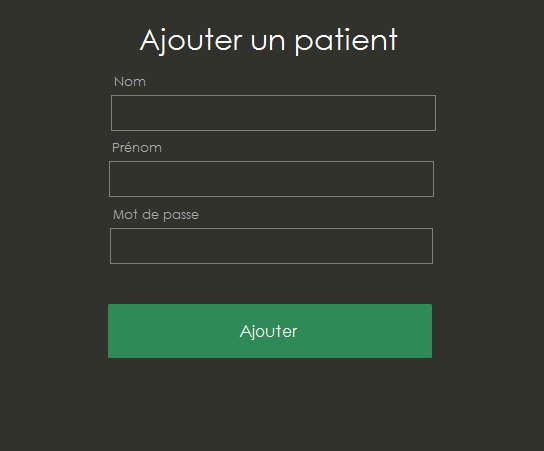 Ajouter un patient
Nom
Prénom
Mot de passe
Ajouter